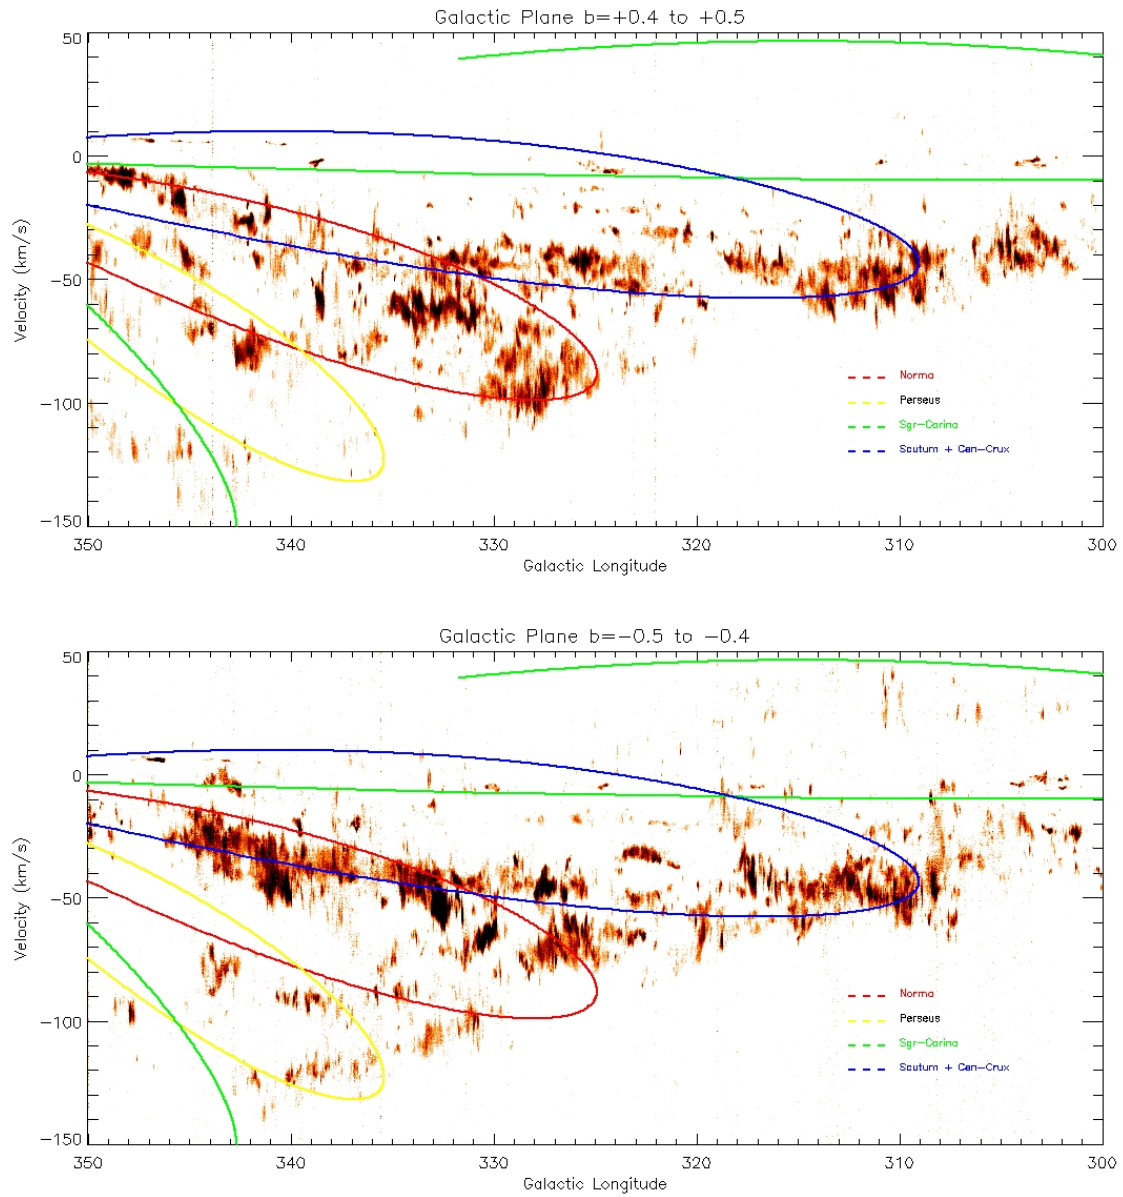 Galactic Plane b=+0.4 to +0.5
50
0
−50
−100
−150
Velocity (km/s)
Norma
Perseus
Sgr−Carina
Scutum + Cen−Crux
350
340
330
320
310
300
Galactic Longitude
Galactic Plane b=−0.5 to −0.4
50
0
−50
−100
−150
Velocity (km/s)
Norma
Perseus
Sgr−Carina
Scutum + Cen−Crux
350
340
330
320
310
300
Galactic Longitude